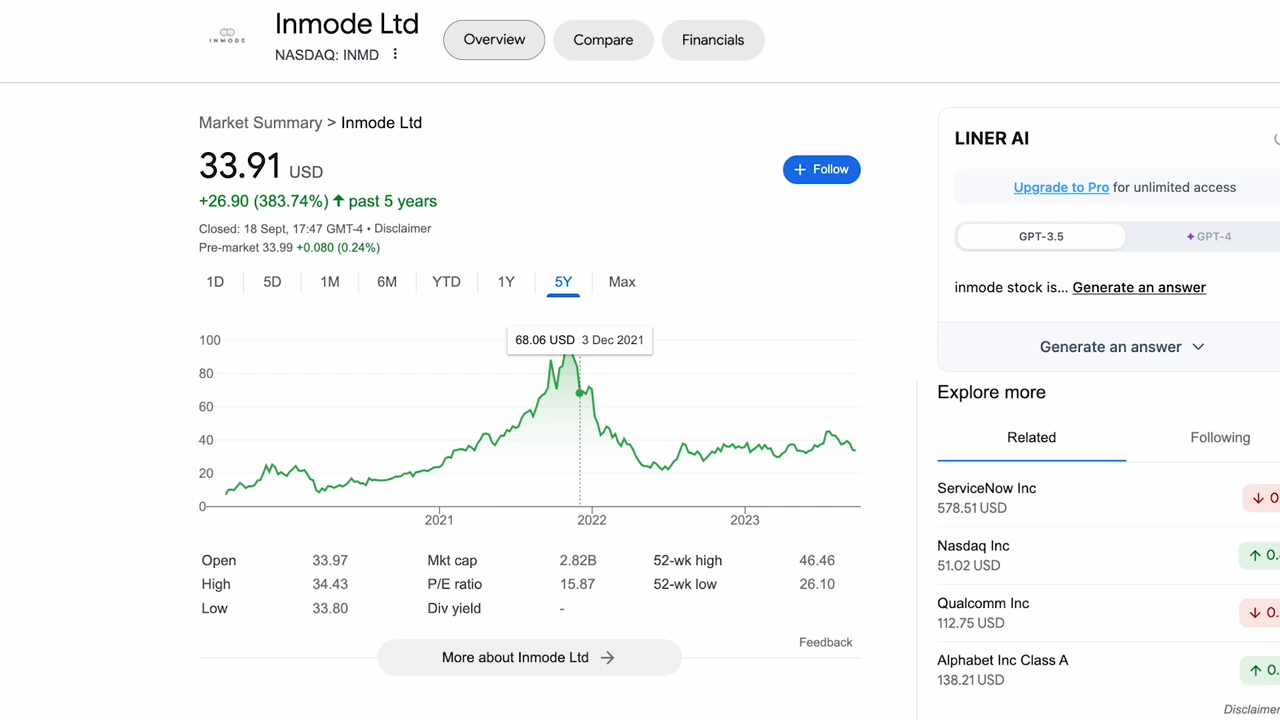 INMODE
Inmode Ltd
NASDAQ: INMD
Overview
Compare
Financials
Market Summary > Inmode Ltd
33.91 USD
+ Follow
+26.90 (383.74%) ↑ past 5 years
Closed: 18 Sept, 17:47 GMT-4 • Disclaimer
Pre-market 33.99 +0.080 (0.24%)
1D 5D 1M 6M YTD 1Y 5Y Max
68.06 USD 3 Dec 2021
100
80
60
40
20
0
2021 2022 2023
Open 33.97 Mkt cap 2.82B 52-wk high 46.46
High 34.43 P/E ratio 15.87 52-wk low 26.10
Low 33.80 Div yield -
Feedback
More about Inmode Ltd →
LINER AI
Upgrade to Pro for unlimited access
GPT-3.5 GPT-4
inmode stock is... Generate an answer
Generate an answer
Explore more
Related Following
ServiceNow Inc
578.51 USD
↓ 0
Nasdaq Inc
51.02 USD
↑ 0.
Qualcomm Inc
112.75 USD
↓ 0.
Alphabet Inc Class A
138.21 USD
↑ 0.
Disclaimer